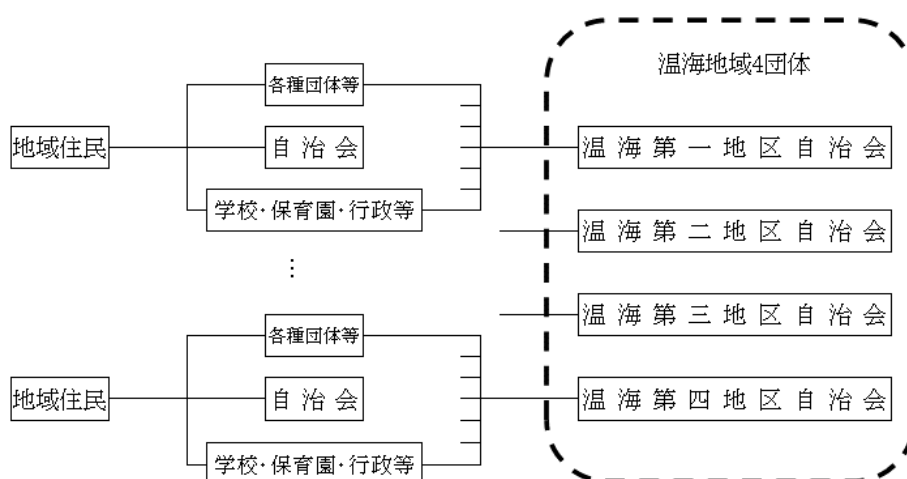 温海地域4団体
各種団体等
地域住民
自治会
温海第一地区自治会
学校・保育園・行政等
温海第二地区自治会
⋮
温海第三地区自治会
各種団体等
地域住民
自治会
温海第四地区自治会
学校・保育園・行政等